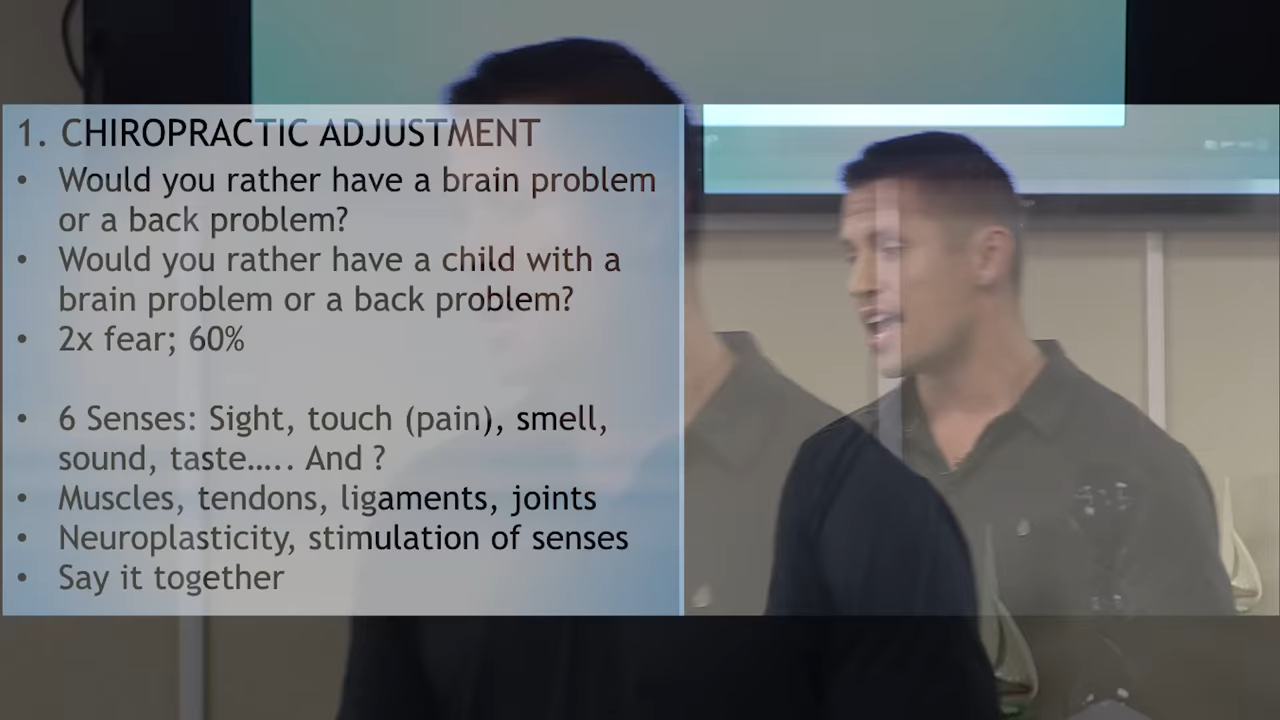 1. CHIROPRACTIC ADJUSTMENT
• Would you rather have a brain problem
or a back problem?
• Would you rather have a child with a
brain problem or a back problem?
• 2x fear; 60%
• 6 Senses: Sight, touch (pain), smell,
sound, taste….. And ?
• Muscles, tendons, ligaments, joints
• Neuroplasticity, stimulation of senses
• Say it together